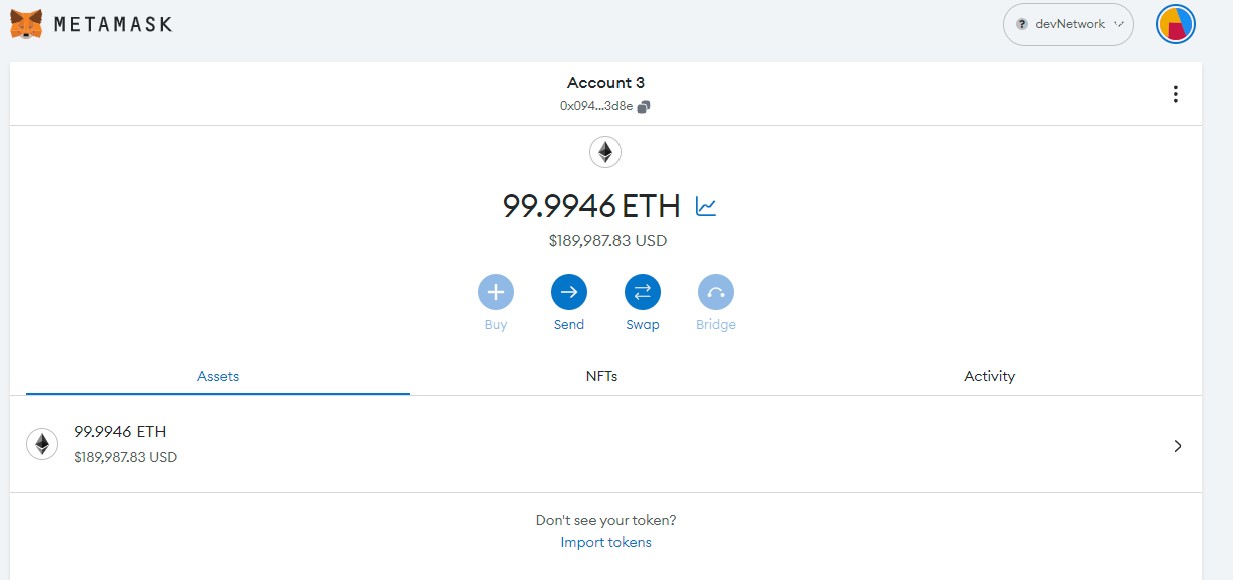 METAMASK
? devNetwork
Account 3
0x094...3d8e
99.9946 ETH
$189,987.83 USD
Buy
Send
Swap
Bridge
Assets
NFTs
Activity
99.9946 ETH
$189,987.83 USD
Don't see your token?
Import tokens